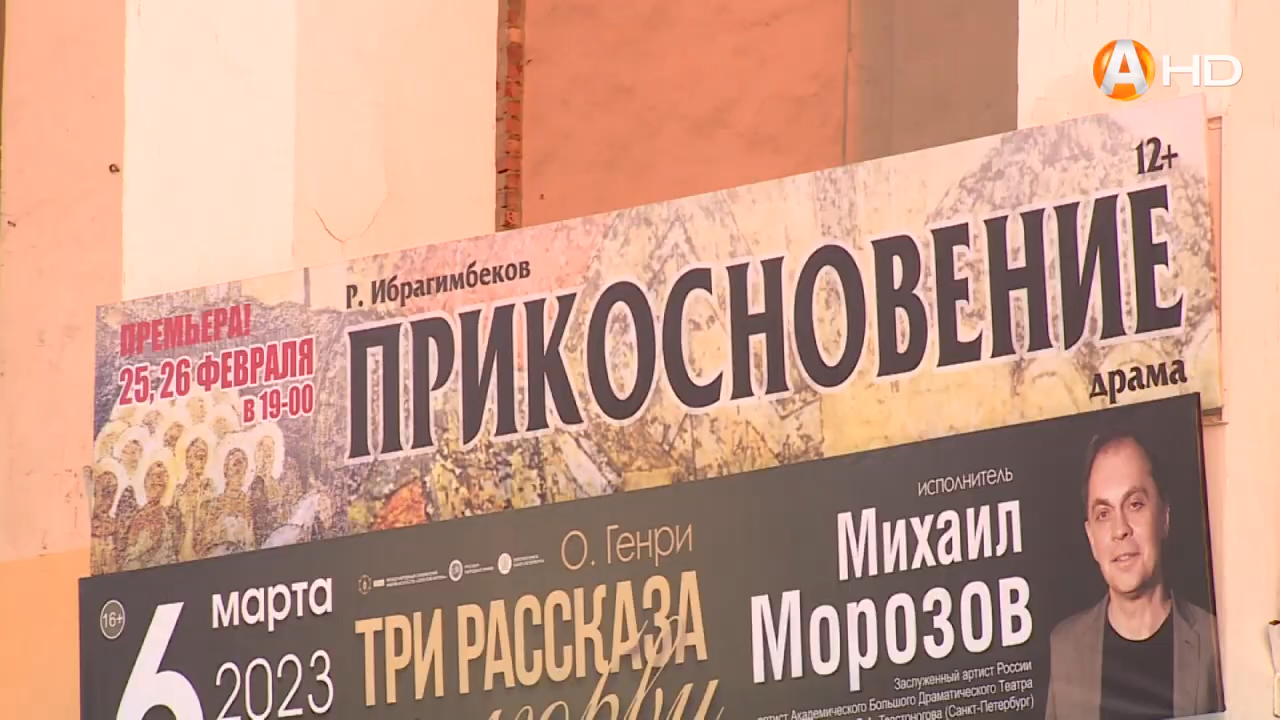 А HD
12+
ПРЕМЬЕРА!
25, 26 ФЕВРАЛЯ
в 19-00
Р. Ибрагимбеков
ПРИКОСНОВЕНИЕ
драма
16+
6 марта
2023
О. Генри
ТРИ РАССКАЗА
исполнитель
Михаил
Морозов
Заслуженный артист России
артист Академического Большого Драматического Театра
Товстоногова (Санкт-Петербург)